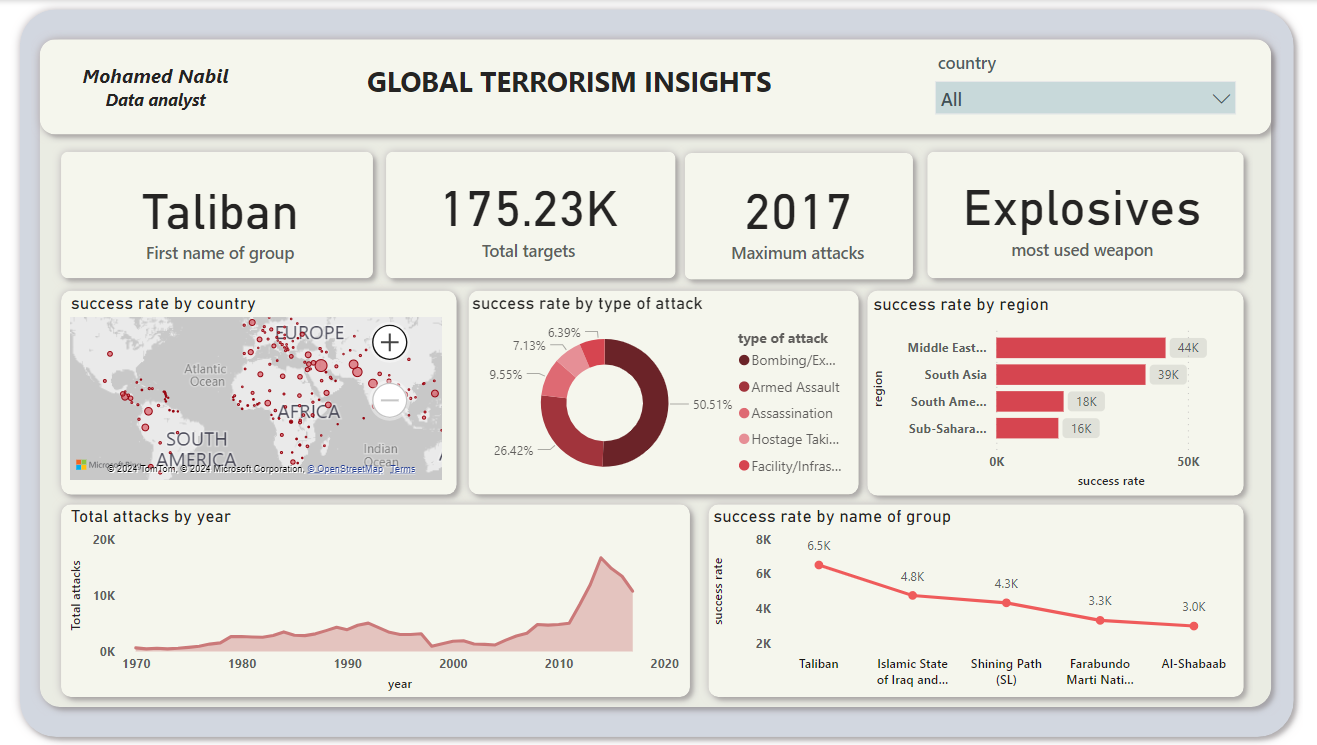 Mohamed Nabil
Data analyst
GLOBAL TERRORISM INSIGHTS
country
All
Taliban
First name of group
175.23K
Total targets
2017
Maximum attacks
Explosives
most used weapon
success rate by country
EUROPE
Atlantic
Ocean
AFRICA
SOUTH
AMERICA
Indian
Ocean
© 2024 TomTom, © 2024 Microsoft Corporation, © OpenStreetMap Terms
success rate by type of attack
6.39%
7.13%
9.55%
26.42%
50.51%
type of attack
Bombing/Ex...
Armed Assault
Assassination
Hostage Taki...
Facility/Infras...
success rate by region
region
Middle East...
44K
South Asia
39K
South Ame...
18K
Sub-Sahara...
16K
0K
50K
success rate
Total attacks by year
Total attacks
20K
10K
0K
1970
1980
1990
2000
2010
2020
year
success rate by name of group
success rate
8K
6K
4K
2K
6.5K
4.8K
4.3K
3.3K
3.0K
Taliban
Islamic State
of Iraq and...
Shining Path
(SL)
Farabundo
Marti Nati...
Al-Shabaab